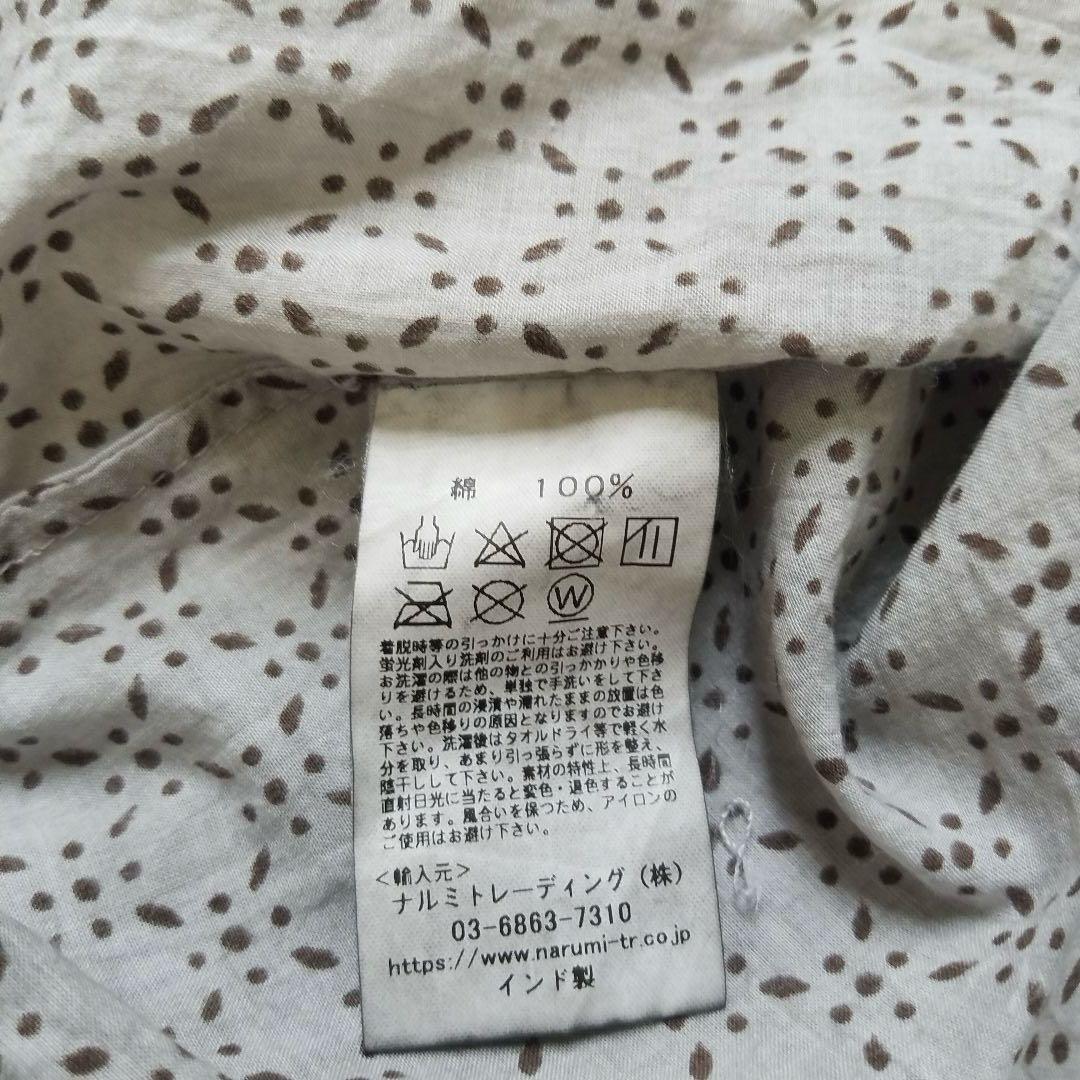 綿 100%
W
着脱時等の引っかけに十分ご注意下さい。
蛍光剤入り洗剤のご利用はお避け下さい。
お洗濯の際は他の物との引っかかりや色移
りを避けるため、単独で手洗いをして下さ
い。長時間の浸漬や濡れたままの放置は色
落ちや色移りの原因となりますのでお避け
下さい。洗濯後はタオルドライ等で軽く水
分を取り、あまり引っ張らずに形を整え、
陰干しして下さい。素材の特性上、長時間
直射日光に当たると変色・退色することが
あります。風合いを保つため、アイロンの
ご使用はお避け下さい。
<輸入元>
ナルミトレーディング(株)
03-6863-7310
https://www.narumi-tr.co.jp
インド製